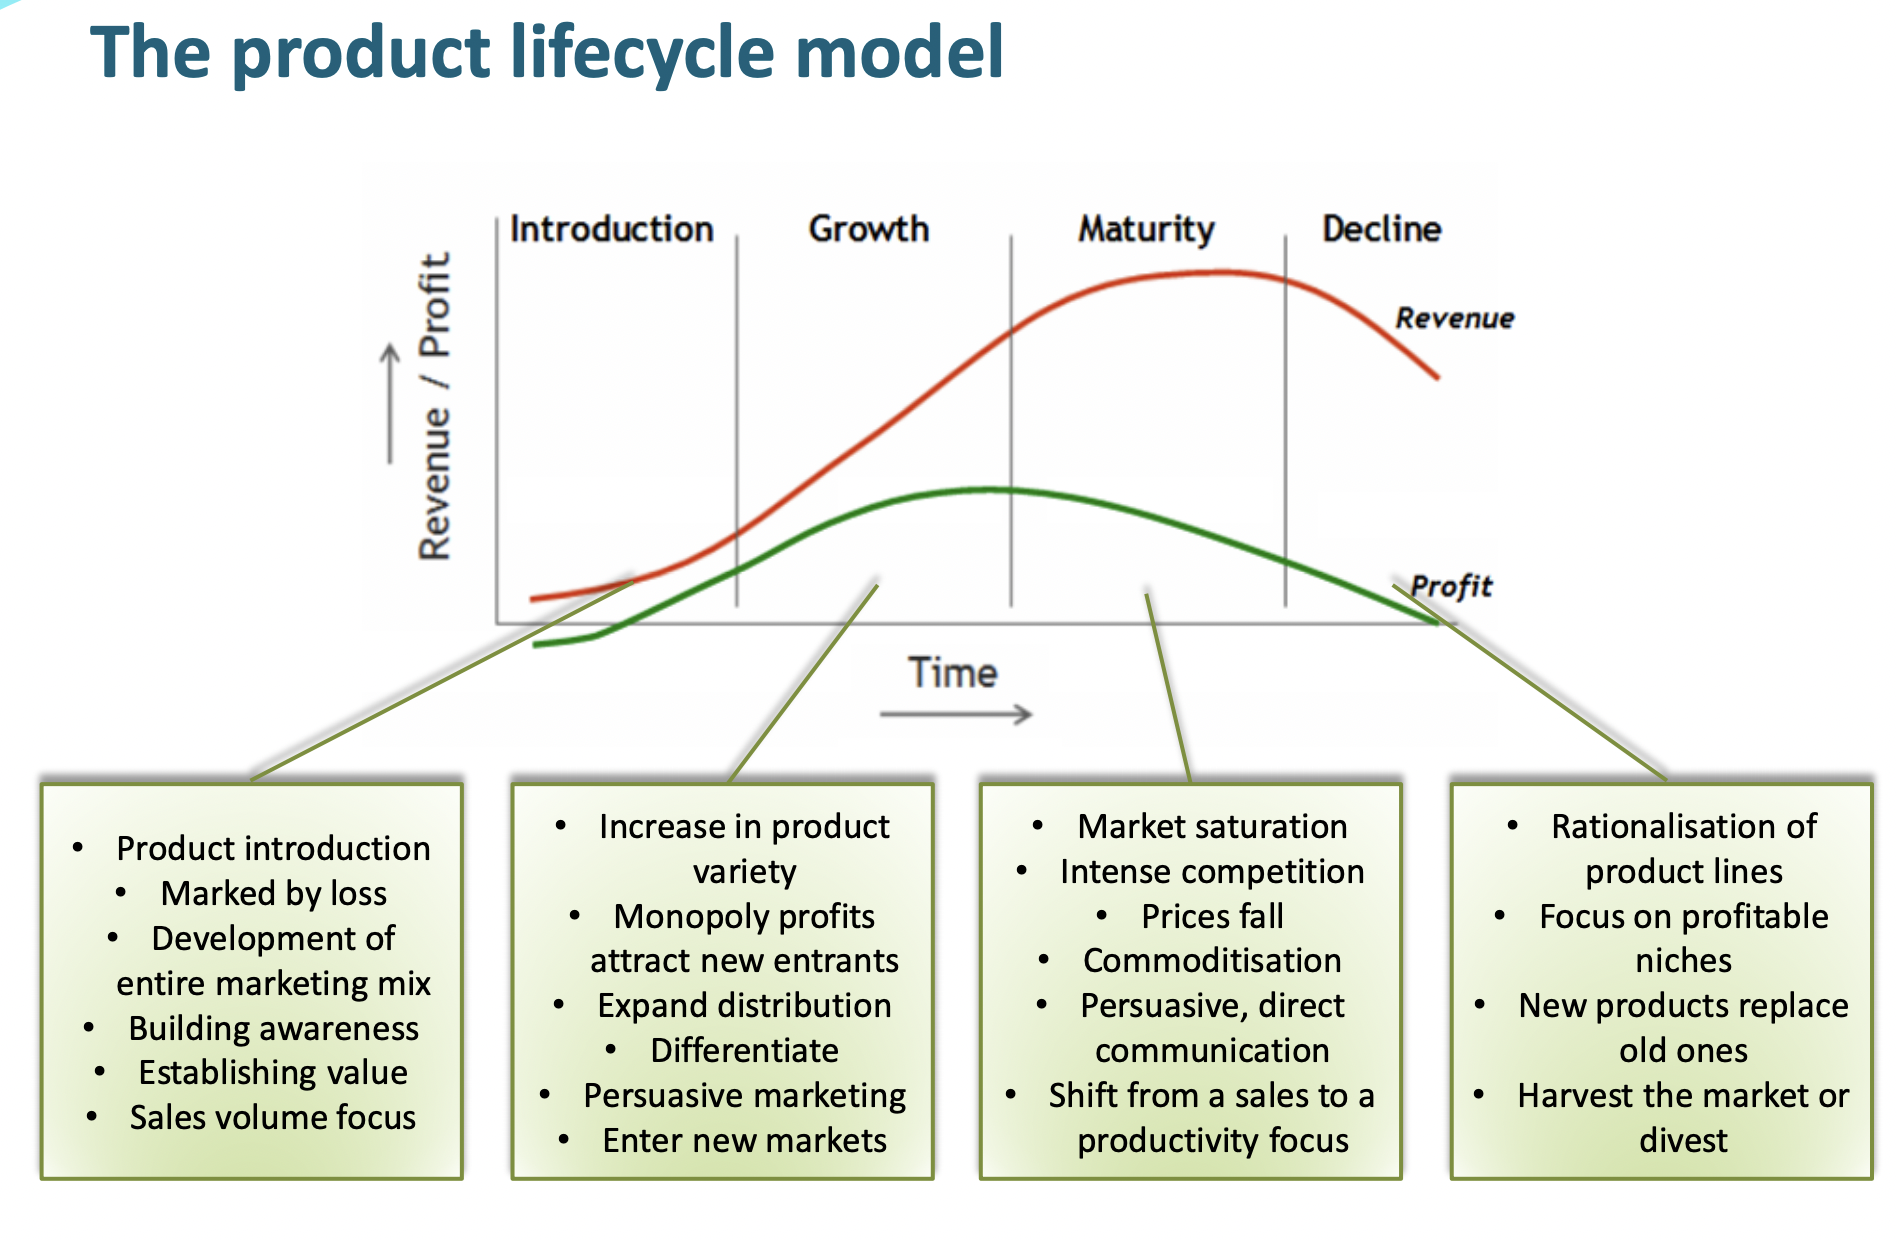 The product lifecycle model
Introduction
Growth
Maturity
Decline
Revenue / Profit
Revenue
Profit
Time
• Product introduction
• Marked by loss
• Development of
entire marketing mix
• Building awareness
• Establishing value
• Sales volume focus
• Increase in product
variety
• Monopoly profits
attract new entrants
• Expand distribution
• Differentiate
• Persuasive marketing
• Enter new markets
• Market saturation
• Intense competition
• Prices fall
• Commoditisation
• Persuasive, direct
communication
• Shift from a sales to a
productivity focus
• Rationalisation of
product lines
• Focus on profitable
niches
• New products replace
old ones
• Harvest the market or
divest